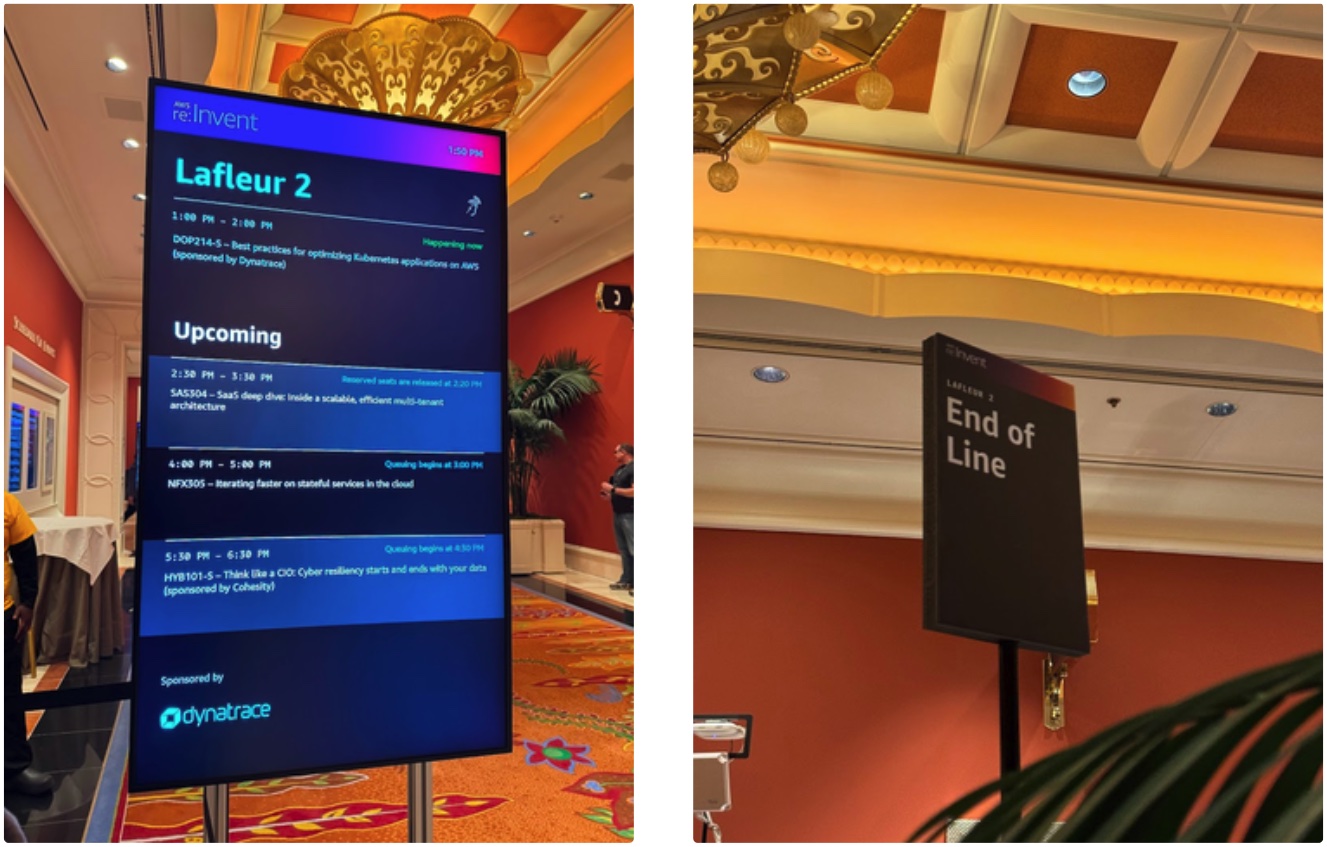 AWS
re:Invent
1:50 PM
Lafleur 2
1:00 PM – 2:00 PM
Happening now
DOP214-S – Best practices for optimizing Kubernetes applications on AWS
(sponsored by Dynatrace)
Upcoming
2:30 PM – 3:30 PM
Reserved seats are released at 2:20 PM
SAS304 – SaaS deep dive: Inside a scalable, efficient multi-tenant
architecture
4:00 PM – 5:00 PM
Queuing begins at 3:00 PM
NFX305 – Iterating faster on stateful services in the cloud
5:30 PM – 6:30 PM
Queuing begins at 4:30 PM
HYB101-S – Think like a CIO: Cyber resiliency starts and ends with your data
(sponsored by Cohesity)
Sponsored by
dynatrace
re:Invent
LAFLEUR 2
End of
Line